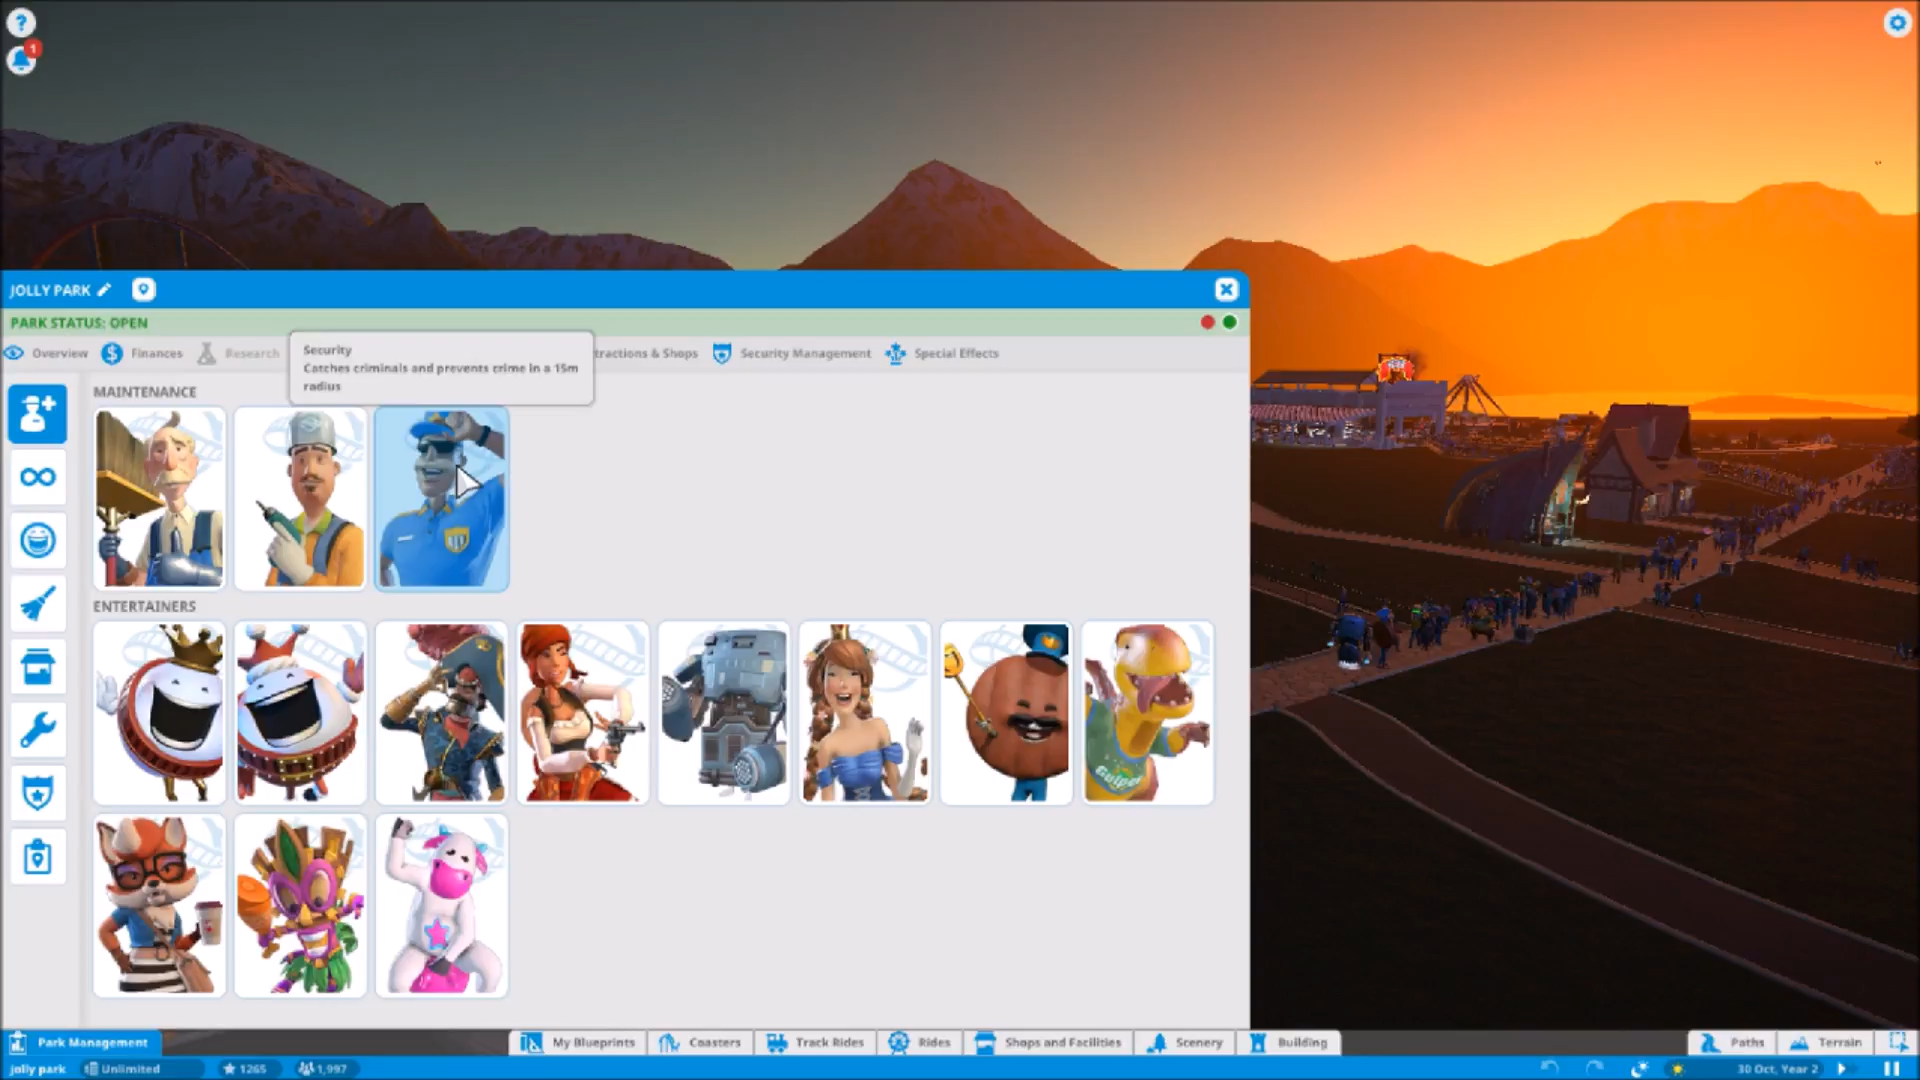 ?
1
JOLLY PARK
PARK STATUS: OPEN
Overview Finances Research tractions & Shops Security Management Special Effects
Security
Catches criminals and prevents crime in a 15m
radius
MAINTENANCE
ENTERTAINERS
Gulpee
Park Management My Blueprints Coasters Track Rides Rides Shops and Facilities Scenery Building Paths Terrain
jolly park Unlimited 1265 1,997 30 Oct, Year 2